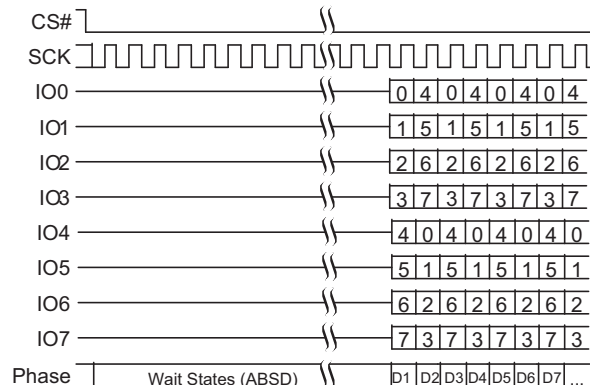 CS#
SCK
IO0 0 4 0 4 0 4 0 4
IO1 1 5 1 5 1 5 1 5
IO2 2 6 2 6 2 6 2 6
IO3 3 7 3 7 3 7 3 7
IO4 4 0 4 0 4 0 4 0
IO5 5 1 5 1 5 1 5 1
IO6 6 2 6 2 6 2 6 2
IO7 7 3 7 3 7 3 7 3
Phase Wait States (ABSD) D1 D2 D3 D4 D5 D6 D7 ...